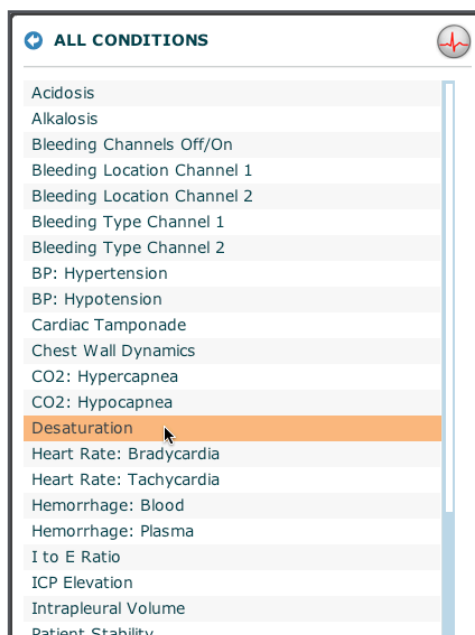 ALL CONDITIONS
Acidosis
Alkalosis
Bleeding Channels Off/On
Bleeding Location Channel 1
Bleeding Location Channel 2
Bleeding Type Channel 1
Bleeding Type Channel 2
BP: Hypertension
BP: Hypotension
Cardiac Tamponade
Chest Wall Dynamics
CO2: Hypercapnea
CO2: Hypocapnea
Desaturation
Heart Rate: Bradycardia
Heart Rate: Tachycardia
Hemorrhage: Blood
Hemorrhage: Plasma
I to E Ratio
ICP Elevation
Intrapleural Volume
Patient Stability